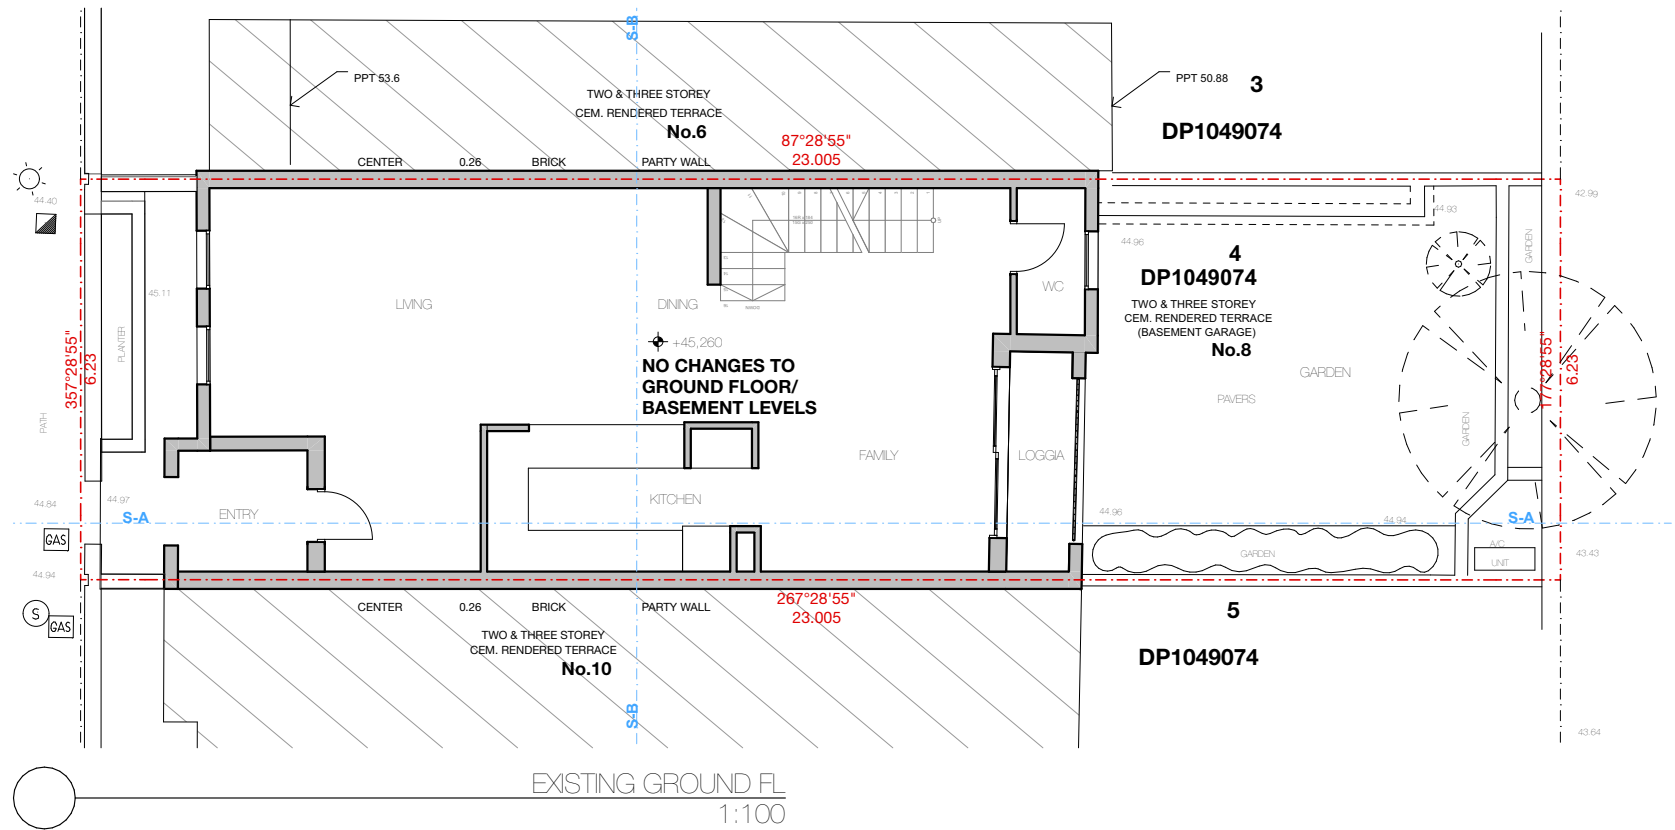 S-B
PPT 53.6
PPT 50.88
3
TWO & THREE STOREY
CEM. RENDERED TERRACE
No.6
DP1049074
87°28'55"
23.005
CENTER 0.26 BRICK PARTY WALL
44.40
42.99
44.93
44.96
4
DP1049074
GARDEN
45.11
LIVING
DINING
WC
TWO & THREE STOREY
CEM. RENDERED TERRACE
(BASEMENT GARAGE)
No.8
PLANTER
357°28'55"
6.23
+45,260
NO CHANGES TO
GROUND FLOOR/
BASEMENT LEVELS
177°28'55"
6.23
GARDEN
PAVERS
PATH
GARDEN
FAMILY
LOGGIA
KITCHEN
44.84
44.97
S-A
ENTRY
44.96
44.94
S-A
GAS
A/C
UNIT
GARDEN
43.43
44.94
S
GAS
CENTER 0.26 BRICK PARTY WALL
267°28'55"
23.005
5
TWO & THREE STOREY
CEM. RENDERED TERRACE
No.10
DP1049074
S-B
43.64
EXISTING GROUND FL
1:100